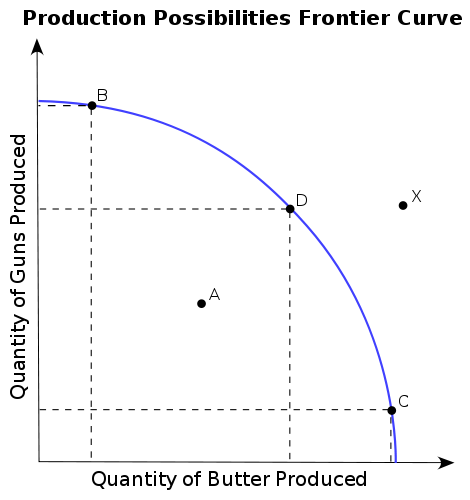 Production Possibilities Frontier Curve
B
D
X
A
C
Quantity of Guns Produced
Quantity of Butter Produced